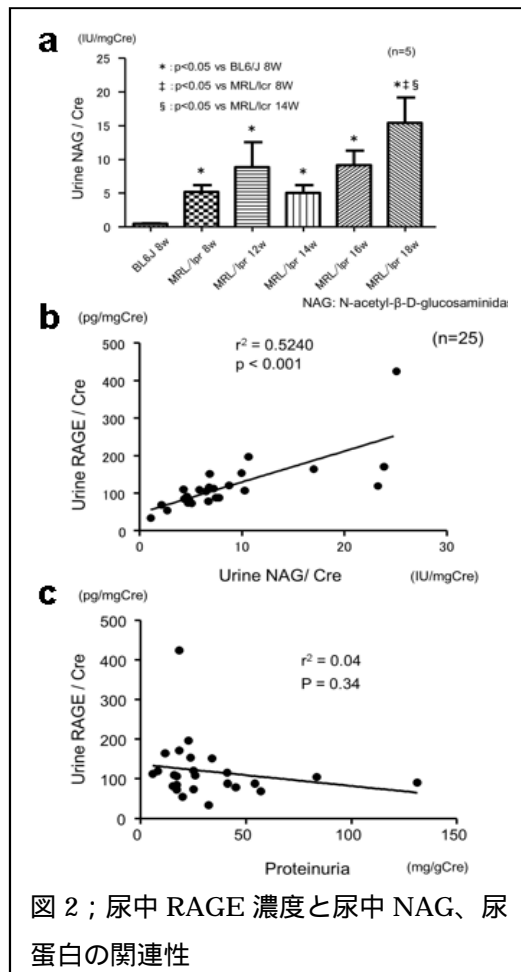 a
(IU/mgCre)
Urine NAG / Cre
25
20
15
10
5
0
* : p<0.05 vs BL6/J 8W
‡ : p<0.05 vs MRL/lcr 8W
§ : p<0.05 vs MRL/lcr 14W
(n=5)
*
*
*
*
*‡§
BL6J 8w
MRL/lpr 8w
MRL/lpr 12w
MRL/lpr 14w
MRL/lpr 16w
MRL/lpr 18w
NAG: N-acetyl-β-D-glucosaminidas
b
(pg/mgCre)
Urine RAGE / Cre
500
400
300
200
100
0
r² = 0.5240
p < 0.001
(n=25)
0
10
20
30
Urine NAG/ Cre
(IU/mgCre)
c
(pg/mgCre)
Urine RAGE / Cre
500
400
300
200
100
0
r² = 0.04
P = 0.34
0
50
100
150
Proteinuria
(mg/gCre)
図 2 ; 尿中 RAGE 濃度と尿中 NAG、尿
蛋白の関連性